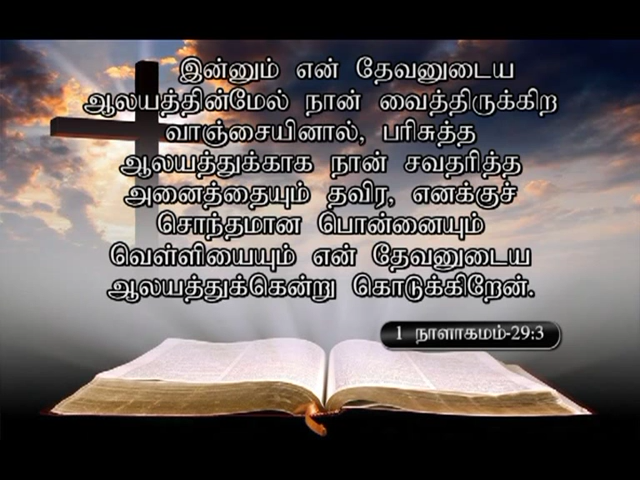 இன்னும் என் தேவனுடைய
ஆலயத்தின்மேல் நான் வைத்திருக்கிற
வாஞ்சையினால், பரிசுத்த
ஆலயத்துக்காக நான் சவதரித்த
அனைத்தையும் தவிர, எனக்குச்
சொந்தமான பொன்னையும்
வெள்ளியையும் என் தேவனுடைய
ஆலயத்துக்கென்று கொடுக்கிறேன்.
1 நாளாகமம்-29:3